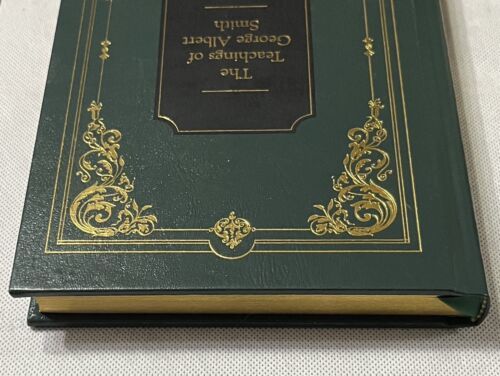 The
Teachings of
George Albert
Smith